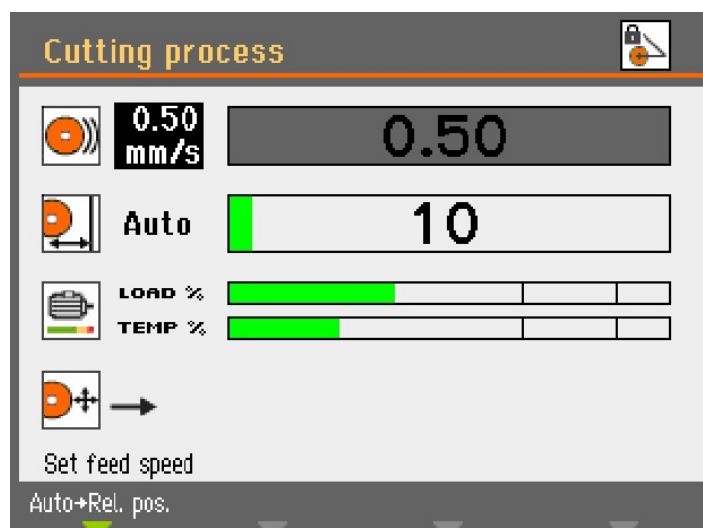 Cutting process
0.50
mm/s
0.50
Auto
10
LOAD %
TEMP %
Set feed speed
Auto→Rel. pos.